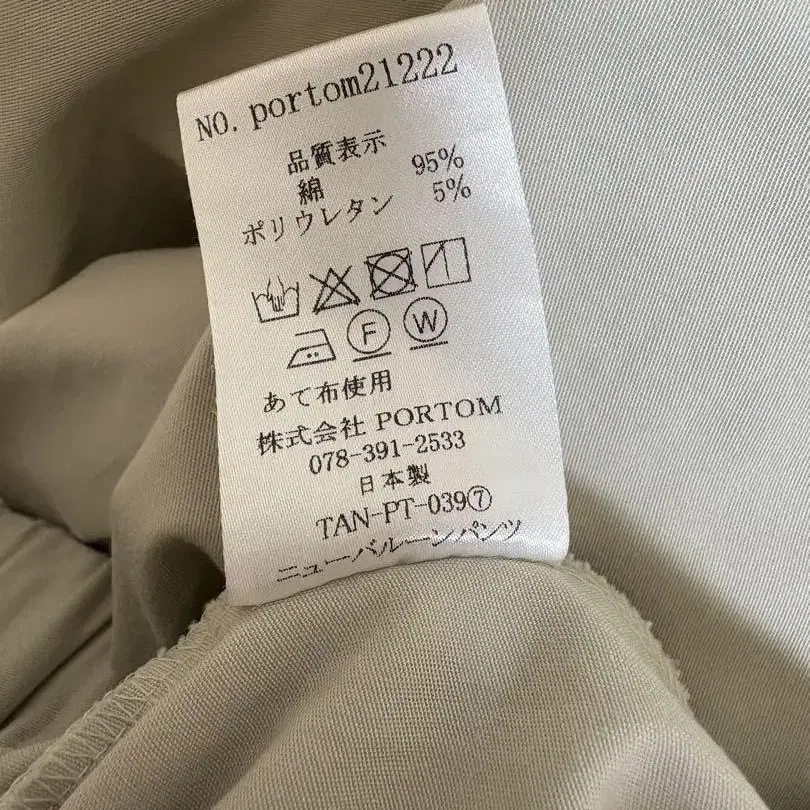 NO. portom21222
品質表示
綿 95%
ポリウレタン 5%
F W
あて布使用
株式会社 PORTOM
078-391-2533
日本製
TAN-PT-039⑦
ニューバルーンパンツ